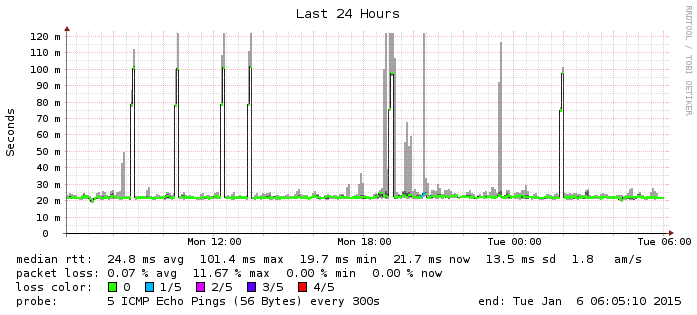 Last 24 Hours
RRDTOOL / TOBI OETIKER
Seconds
120 m
110 m
100 m
90 m
80 m
70 m
60 m
50 m
40 m
30 m
20 m
10 m
0
Mon 12:00 Mon 18:00 Tue 00:00 Tue 06:00
median rtt: 24.8 ms avg 101.4 ms max 19.7 ms min 21.7 ms now 13.5 ms sd 1.8 am/s
packet loss: 0.07 % avg 11.67 % max 0.00 % min 0.00 % now
loss color: 0 1/5 2/5 3/5 4/5
probe: 5 ICMP Echo Pings (56 Bytes) every 300s end: Tue Jan 6 06:05:10 2015